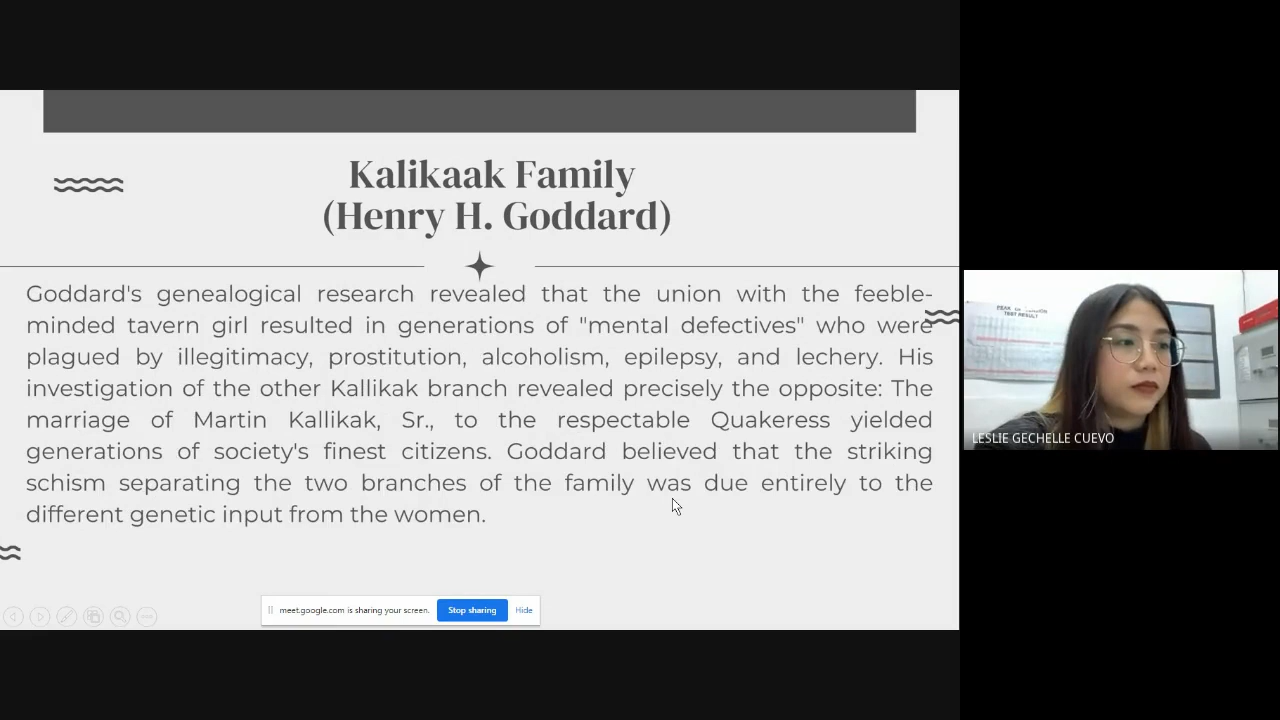 Kalikaak Family
(Henry H. Goddard)
Goddard's genealogical research revealed that the union with the feeble-
minded tavern girl resulted in generations of "mental defectives" who were
plagued by illegitimacy, prostitution, alcoholism, epilepsy, and lechery. His
investigation of the other Kallikak branch revealed precisely the opposite: The
marriage of Martin Kallikak, Sr., to the respectable Quakeress yielded
generations of society's finest citizens. Goddard believed that the striking
schism separating the two branches of the family was due entirely to the
different genetic input from the women.
meet.google.com is sharing your screen.
Stop sharing
Hide
TEST RESULT
LESLIE GECHELLE CUEVO